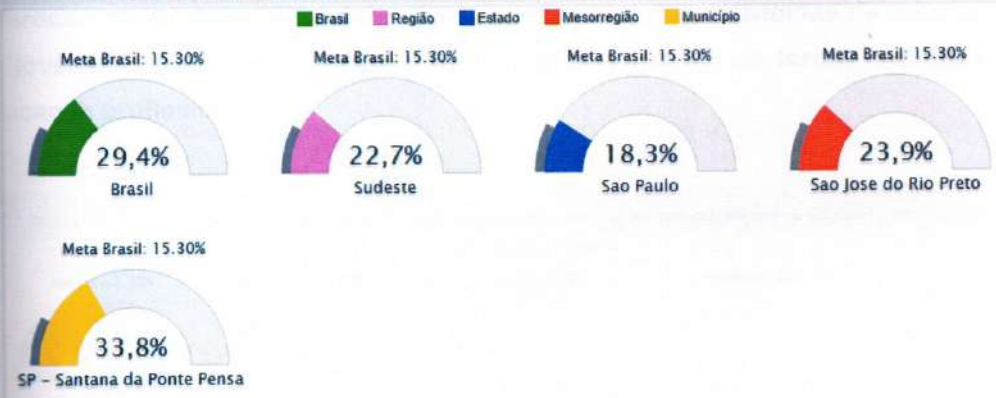 Brasil Região Estado Mesorregião Município
Meta Brasil: 15.30% Meta Brasil: 15.30% Meta Brasil: 15.30% Meta Brasil: 15.30%
29,4% 22,7% 18,3% 23,9%
Brasil Sudeste Sao Paulo Sao Jose do Rio Preto
Meta Brasil: 15.30%
33,8%
SP – Santana da Ponte Pensa